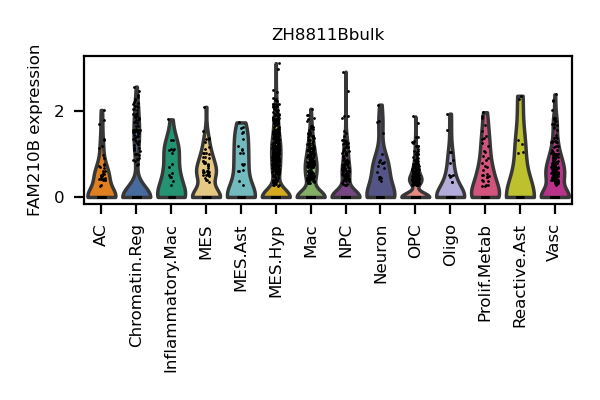 ZH8811Bbulk
FAM210B expression
2
0
AC
Chromatin.Reg
Inflammatory.Mac
MES
MES.Ast
MES.Hyp
Mac
NPC
Neuron
OPC
Oligo
Prolif.Metab
Reactive.Ast
Vasc